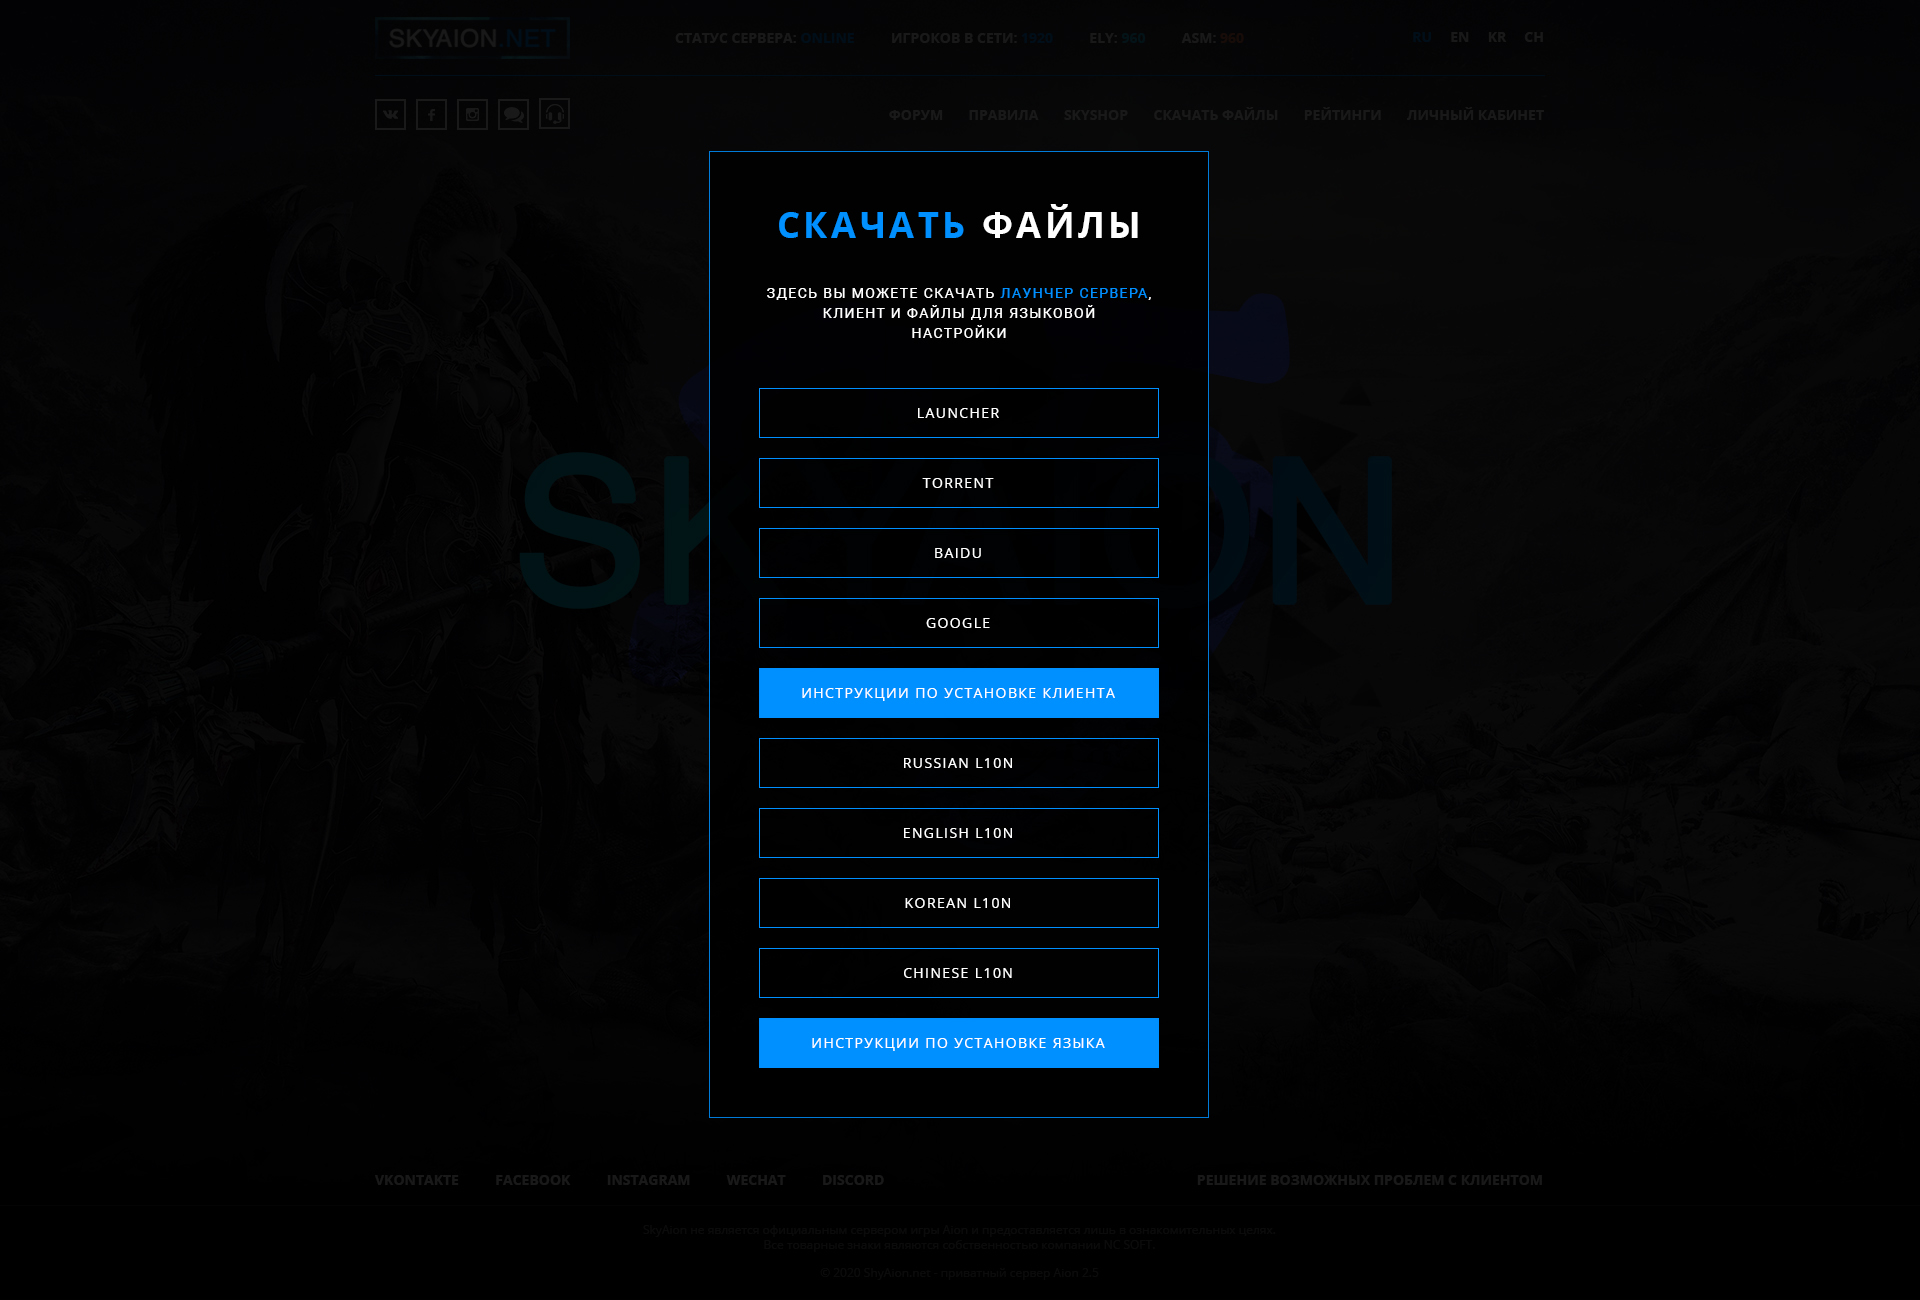 SKYAION.NET
СТАТУС СЕРВЕРА: ONLINE ИГРОКОВ В СЕТИ: 1920 ELY: 960 ASM: 960
RU EN KR CH
ФОРУМ ПРАВИЛА SKYSHOP СКАЧАТЬ ФАЙЛЫ РЕЙТИНГИ ЛИЧНЫЙ КАБИНЕТ
СКАЧАТЬ ФАЙЛЫ
ЗДЕСЬ ВЫ МОЖЕТЕ СКАЧАТЬ ЛАУНЧЕР СЕРВЕРА,
КЛИЕНТ И ФАЙЛЫ ДЛЯ ЯЗЫКОВОЙ
НАСТРОЙКИ
LAUNCHER
TORRENT
BAIDU
GOOGLE
ИНСТРУКЦИИ ПО УСТАНОВКЕ КЛИЕНТА
RUSSIAN L10N
ENGLISH L10N
KOREAN L10N
CHINESE L10N
ИНСТРУКЦИИ ПО УСТАНОВКЕ ЯЗЫКА
SKYAION
VKONTAKTE FACEBOOK INSTAGRAM WECHAT DISCORD
РЕШЕНИЕ ВОЗМОЖНЫХ ПРОБЛЕМ С КЛИЕНТОМ
SkyAion не является официальным сервером игры Aion и предоставляется лишь в ознакомительных целях.
Все товарные знаки являются собственностью компании NC SOFT
© 2020 ShyAion.net - приватный сервер Aion 2.5